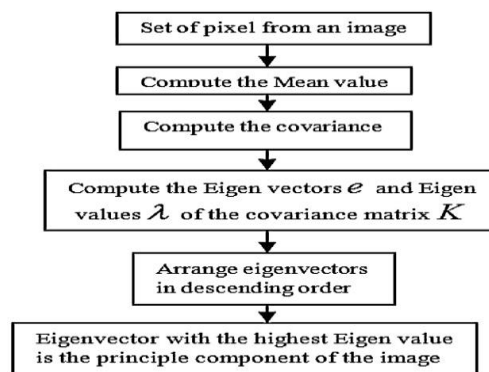 Set of pixel from an image
Compute the Mean value
Compute the covariance
Compute the Eigen vectors e and Eigen
values λ of the covariance matrix K
Arrange eigenvectors
in descending order
Eigenvector with the highest Eigen value
is the principle component of the image